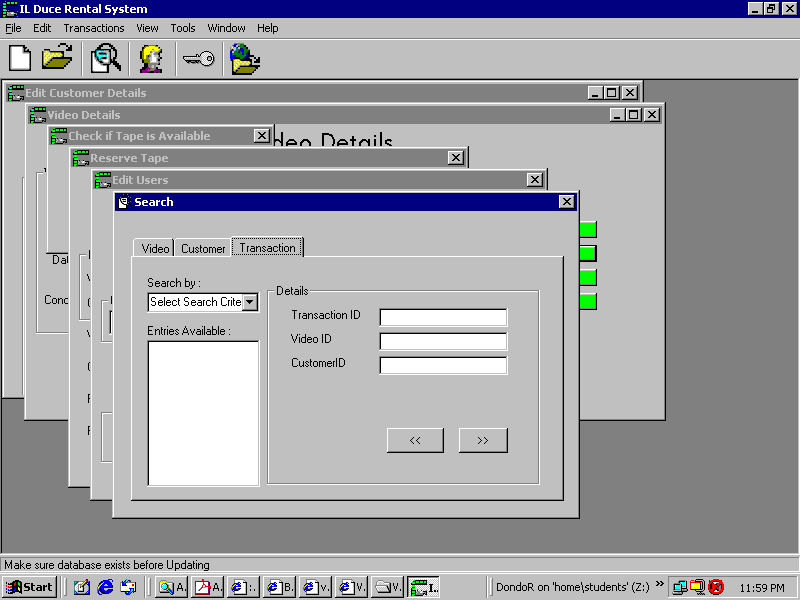 IL Duce Rental System
File Edit Transactions View Tools Window Help
Edit Customer Details
Video Details
Check if Tape is Available
deo Details
Reserve Tape
Edit Users
Search
Video Customer Transaction
Search by :
Select Search Crite
Entries Available :
Details
Transaction ID
Video ID
CustomerID
<< >>
Dat
Conc
Make sure database exists before Updating
Start A. A. :. B. v. V. V. I.. DondoR on 'home\students' (Z:) » 11:59 PM